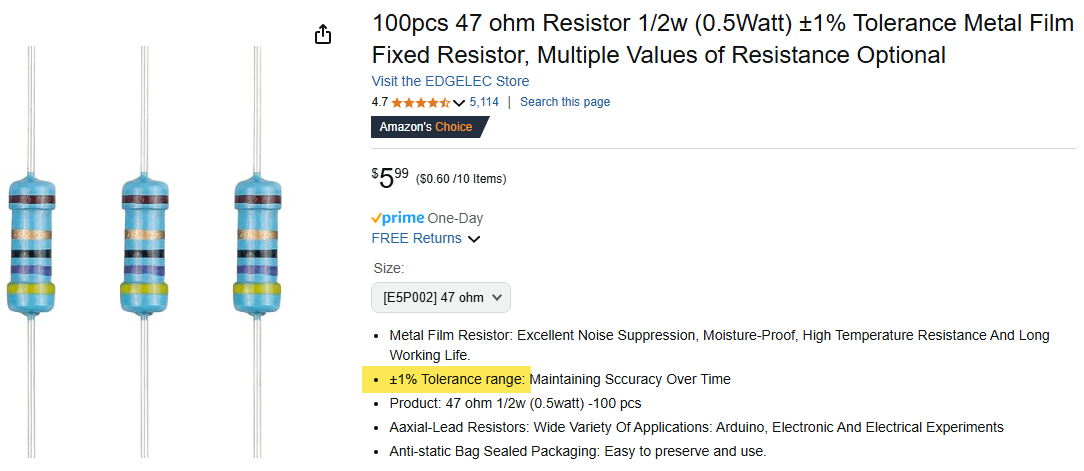 100pcs 47 ohm Resistor 1/2w (0.5Watt) ±1% Tolerance Metal Film
Fixed Resistor, Multiple Values of Resistance Optional
Visit the EDGELEC Store
4.7 5,114 | Search this page
Amazon's Choice
$5.99 ($0.60 /10 Items)
prime One-Day
FREE Returns
Size:
[E5P002] 47 ohm
• Metal Film Resistor: Excellent Noise Suppression, Moisture-Proof, High Temperature Resistance And Long
Working Life.
• ±1% Tolerance range: Maintaining Sccuracy Over Time
• Product: 47 ohm 1/2w (0.5watt) -100 pcs
• Aaxial-Lead Resistors: Wide Variety Of Applications: Arduino, Electronic And Electrical Experiments
• Anti-static Bag Sealed Packaging: Easy to preserve and use.